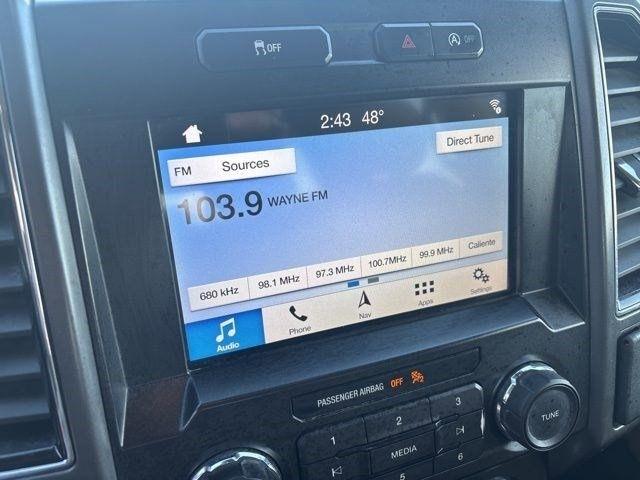 OFF
OFF
2:43 48°
FM Sources
Direct Tune
103.9 WAYNE FM
680 kHz 98.1 MHz 97.3 MHz 100.7MHz 99.9 MHz Caliente
Audio Phone Nav Apps Settings
PASSENGER AIRBAG OFF 2
1 2 3
MEDIA
5 6
TUNE